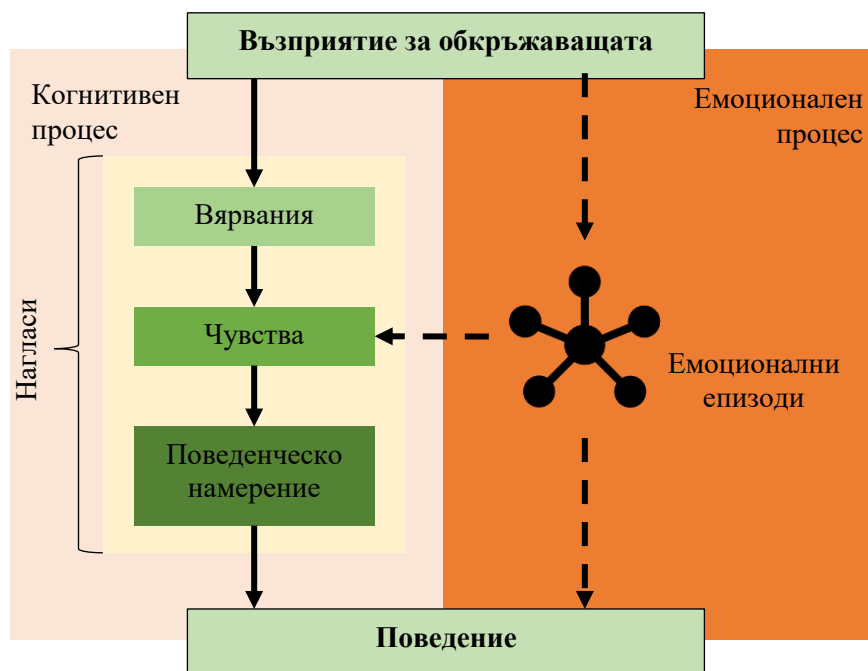 Възприятие за обкръжаващата
Когнитивен
процес
Емоционален
процес
Вярвания
Нагласи
Чувства
Емоционални
епизоди
Поведенческо
намерение
Поведение